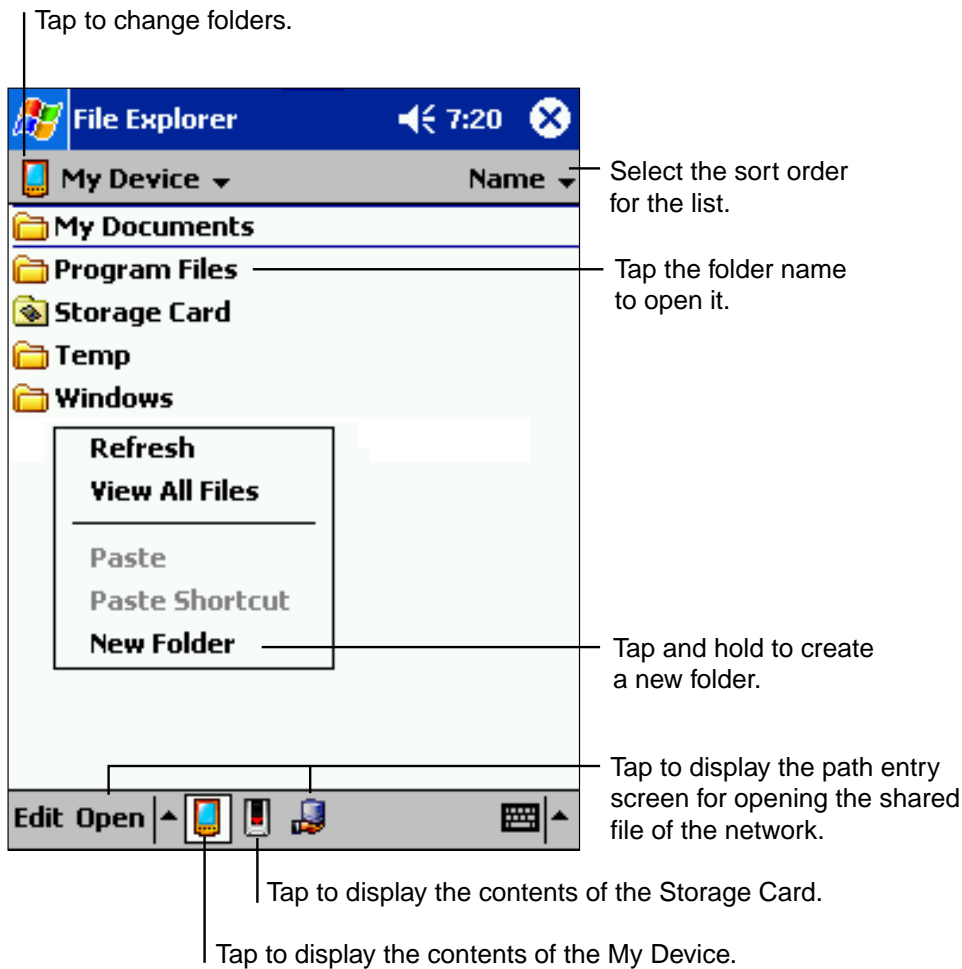 Tap to change folders.
File Explorer 7:20
My Device Name
Select the sort order
for the list.
My Documents
Program Files
Tap the folder name
to open it.
Storage Card
Temp
Windows
Refresh
View All Files
Paste
Paste Shortcut
New Folder
Tap and hold to create
a new folder.
Tap to display the path entry
screen for opening the shared
file of the network.
Edit Open
Tap to display the contents of the Storage Card.
Tap to display the contents of the My Device.